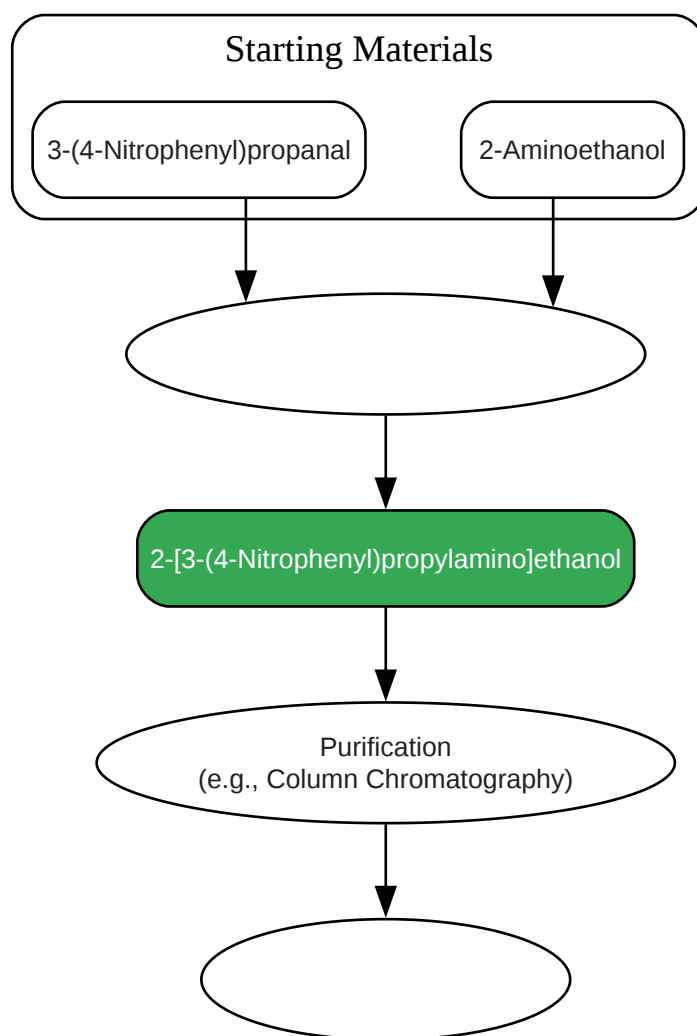 Starting Materials
3-(4-Nitrophenyl)propanal
2-Aminoethanol
2-[3-(4-Nitrophenyl)propylamino]ethanol
Purification
(e.g., Column Chromatography)